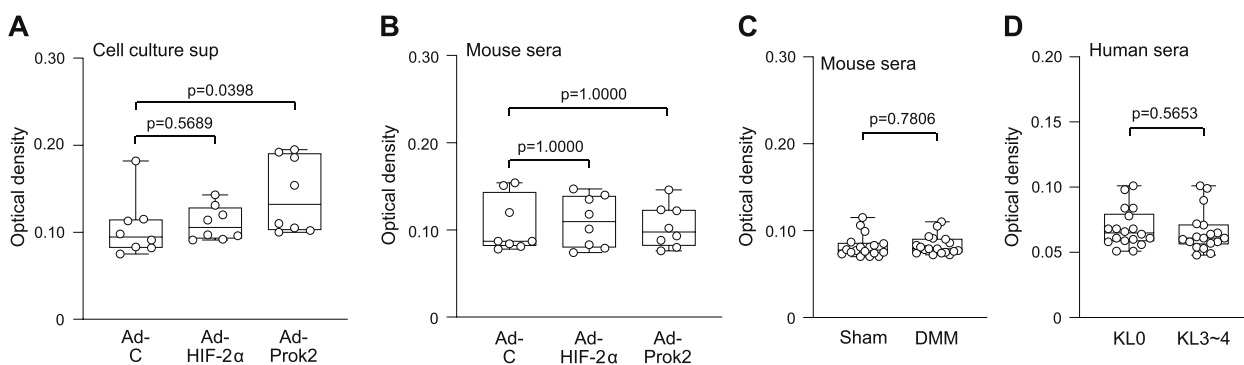 A
Cell culture sup
0.30
0.20
0.10
0
Optical density
p=0.0398
p=0.5689
Ad-
C
Ad-
HIF-2α
Ad-
Prok2
B
Mouse sera
0.30
0.20
0.10
0
Optical density
p=1.0000
p=1.0000
Ad-
C
Ad-
HIF-2α
Ad-
Prok2
C
Mouse sera
0.30
0.20
0.10
0
Optical density
p=0.7806
Sham
DMM
D
Human sera
0.20
0.15
0.10
0.05
0
Optical density
p=0.5653
KL0
KL3~4